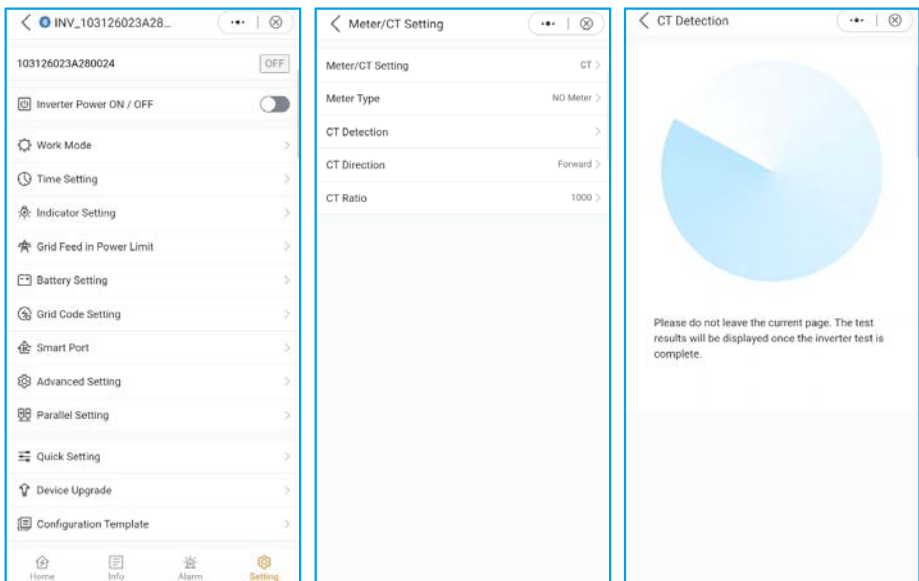 INV_103126023A28...
103126023A280024
OFF
Inverter Power ON / OFF
Work Mode
Time Setting
Indicator Setting
Grid Feed in Power Limit
Battery Setting
Grid Code Setting
Smart Port
Advanced Setting
Parallel Setting
Quick Setting
Device Upgrade
Configuration Template
Home Info Alarm Setting
Meter/CT Setting
Meter/CT Setting CT
Meter Type NO Meter
CT Detection
CT Direction Forward
CT Ratio 1000
CT Detection
Please do not leave the current page. The test
results will be displayed once the inverter test is
complete.